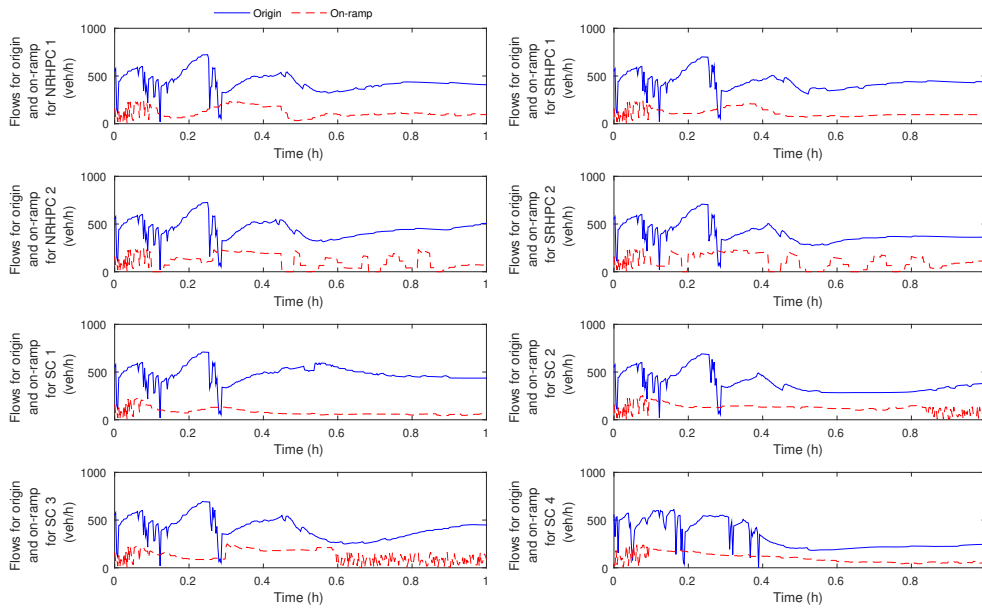 Origin On-ramp
Flows for origin
and on-ramp
for NRHPC 1
(veh/h)
1000
500
0
0 0.2 0.4 0.6 0.8 1
Time (h)
Flows for origin
and on-ramp
for SRHPC 1
(veh/h)
1000
500
0
0 0.2 0.4 0.6 0.8
Time (h)
Flows for origin
and on-ramp
for NRHPC 2
(veh/h)
1000
500
0
0 0.2 0.4 0.6 0.8 1
Time (h)
Flows for origin
and on-ramp
for SRHPC 2
(veh/h)
1000
500
0
0 0.2 0.4 0.6 0.8
Time (h)
Flows for origin
and on-ramp
for SC 1
(veh/h)
1000
500
0
0 0.2 0.4 0.6 0.8 1
Time (h)
Flows for origin
and on-ramp
for SC 2
(veh/h)
1000
500
0
0 0.2 0.4 0.6 0.8
Time (h)
Flows for origin
and on-ramp
for SC 3
(veh/h)
1000
500
0
0 0.2 0.4 0.6 0.8 1
Time (h)
Flows for origin
and on-ramp
for SC 4
(veh/h)
1000
500
0
0 0.2 0.4 0.6 0.8
Time (h)